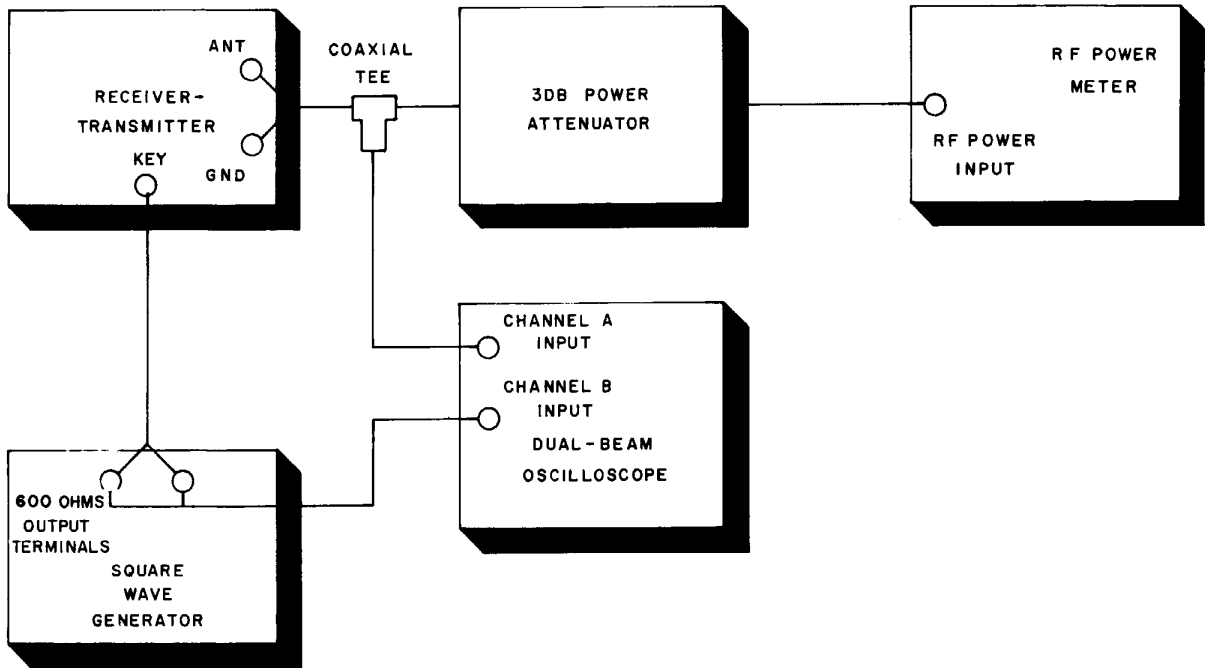 ANT
RECEIVER-
TRANSMITTER
KEY
GND
COAXIAL
TEE
3DB POWER
ATTENUATOR
RF POWER
METER
RF POWER
INPUT
CHANNEL A
INPUT
CHANNEL B
INPUT
DUAL-BEAM
OSCILLOSCOPE
600 OHMS
OUTPUT
TERMINALS
SQUARE
WAVE
GENERATOR